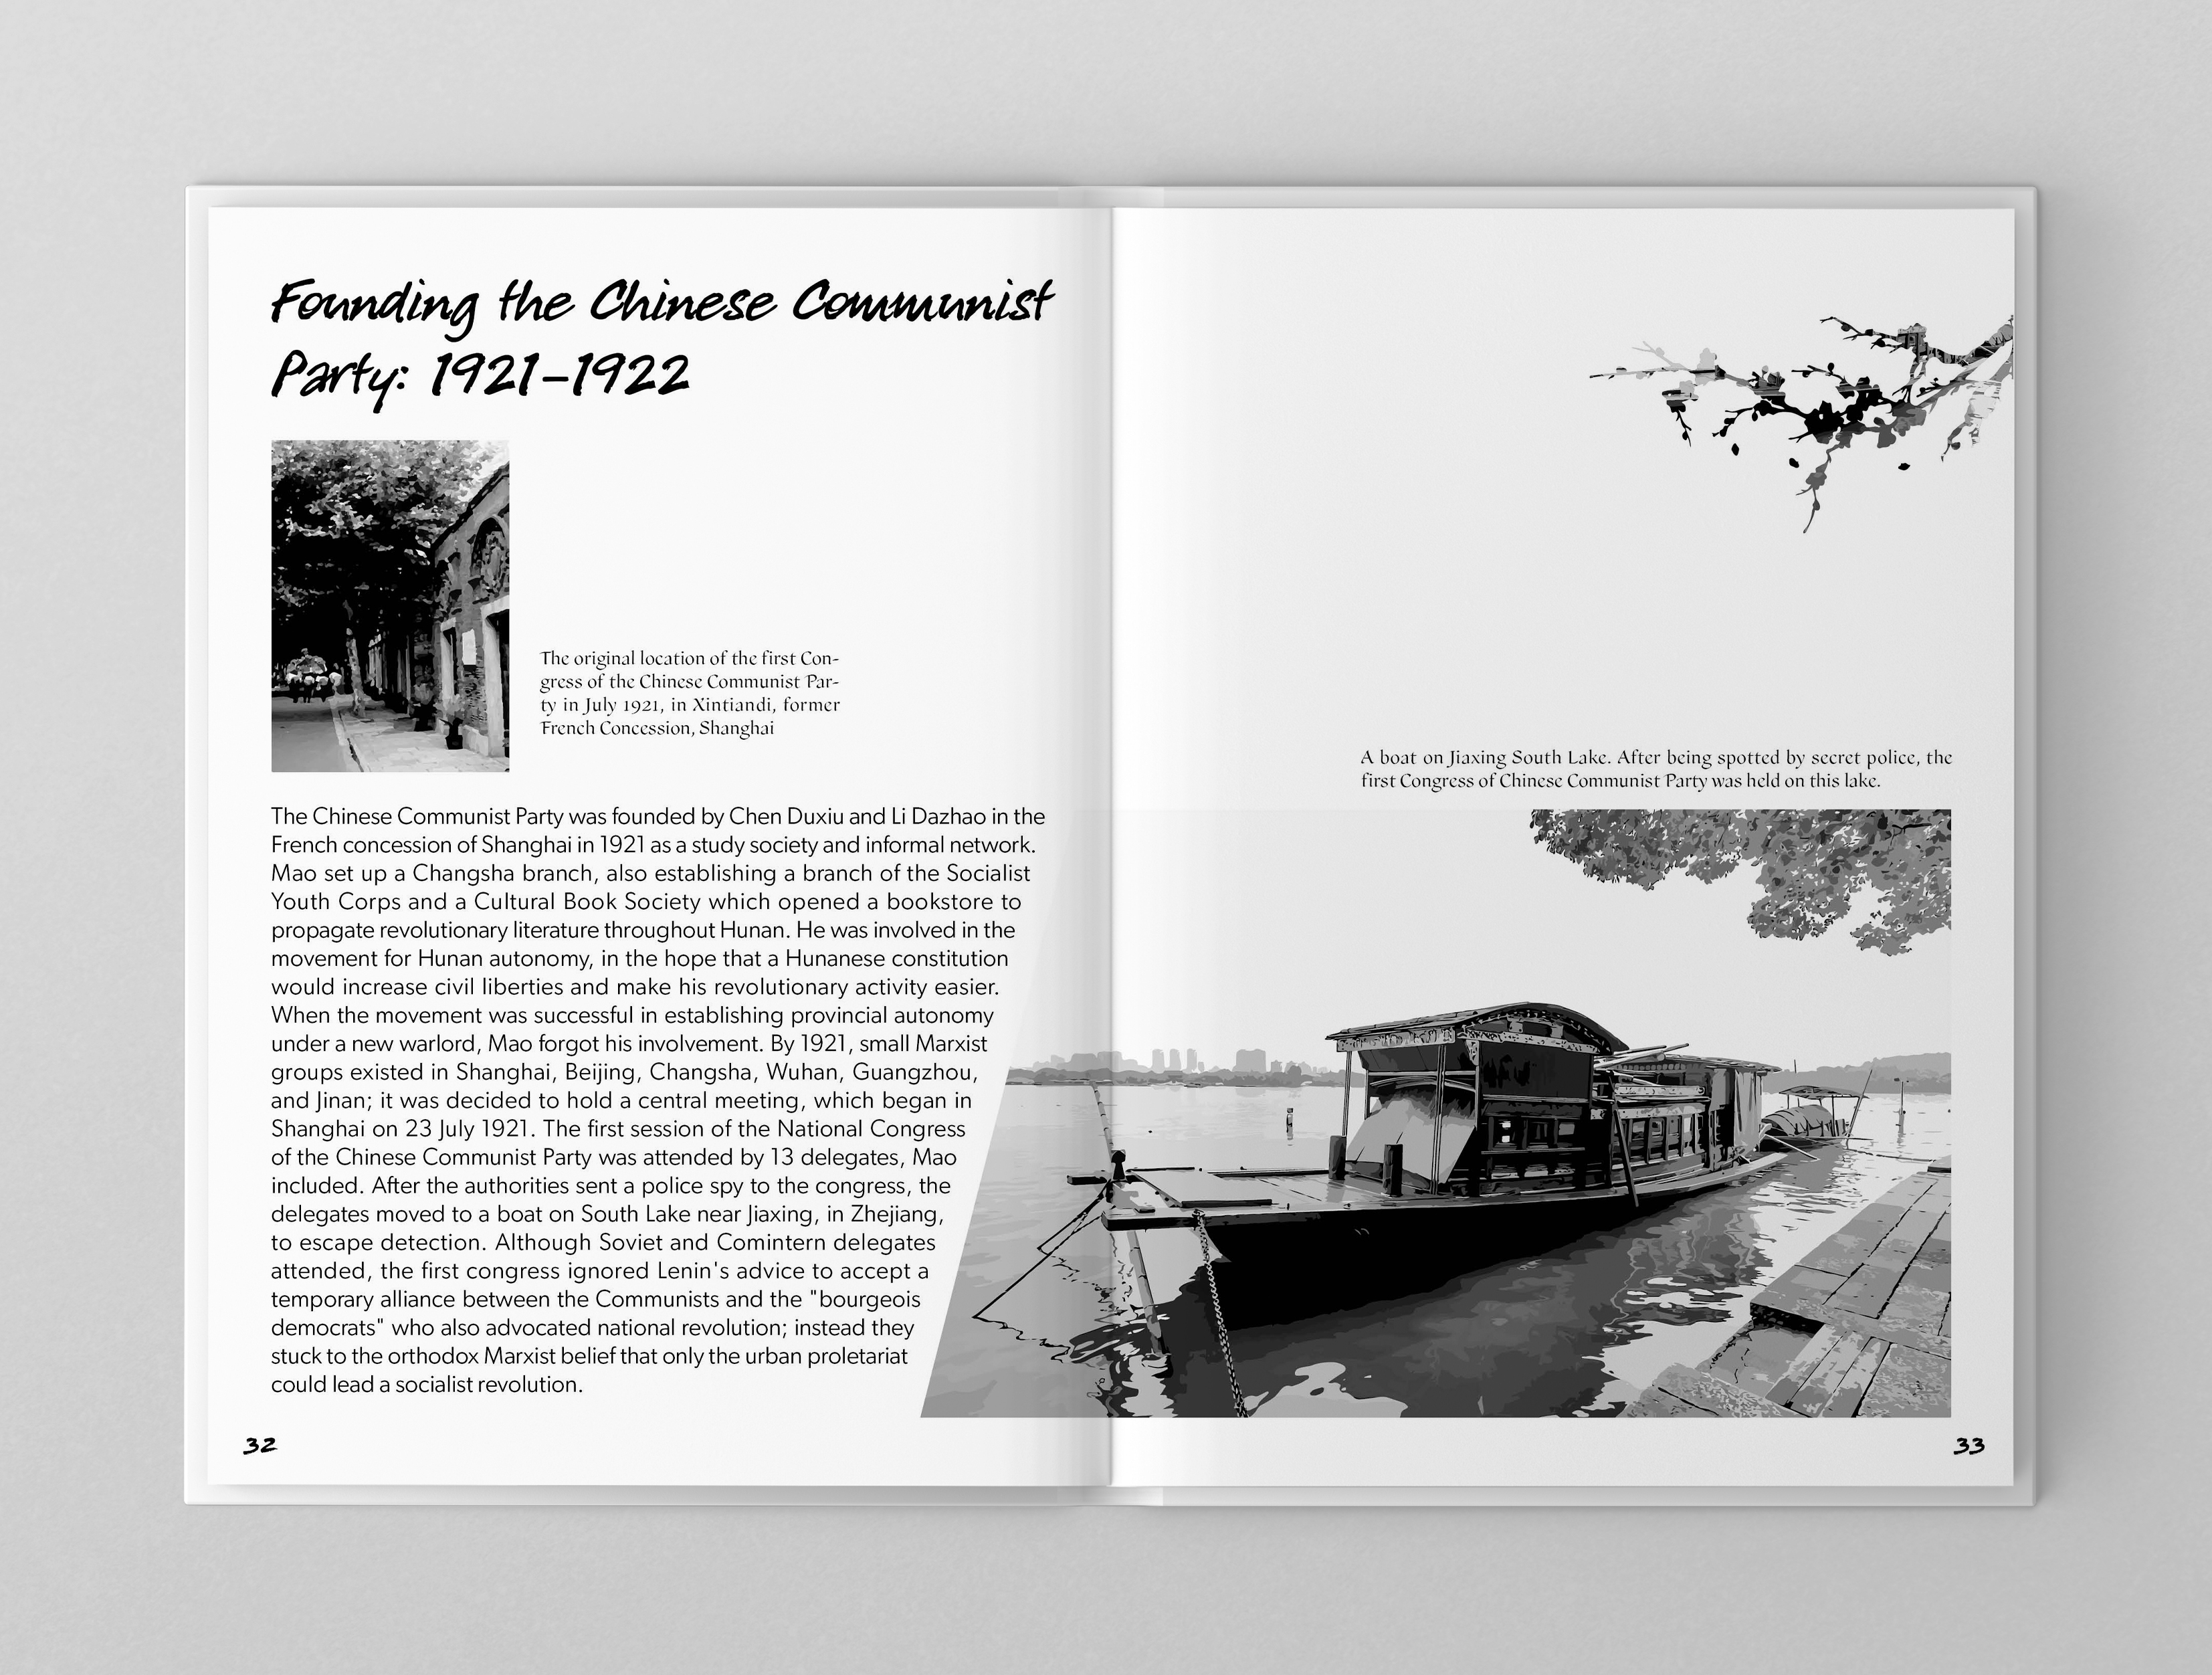 Founding the Chinese Communist
Party: 1921–1922
The original location of the first Con-
gress of the Chinese Communist Par-
ty in July 1921, in Xintiandi, former
French Concession, Shanghai
The Chinese Communist Party was founded by Chen Duxiu and Li Dazhao in the
French concession of Shanghai in 1921 as a study society and informal network.
Mao set up a Changsha branch, also establishing a branch of the Socialist
Youth Corps and a Cultural Book Society which opened a bookstore to
propagate revolutionary literature throughout Hunan. He was involved in the
movement for Hunan autonomy, in the hope that a Hunanese constitution
would increase civil liberties and make his revolutionary activity easier.
When the movement was successful in establishing provincial autonomy
under a new warlord, Mao forgot his involvement. By 1921, small Marxist
groups existed in Shanghai, Beijing, Changsha, Wuhan, Guangzhou,
and Jinan; it was decided to hold a central meeting, which began in
Shanghai on 23 July 1921. The first session of the National Congress
of the Chinese Communist Party was attended by 13 delegates, Mao
included. After the authorities sent a police spy to the congress, the
delegates moved to a boat on South Lake near Jiaxing, in Zhejiang,
to escape detection. Although Soviet and Comintern delegates
attended, the first congress ignored Lenin's advice to accept a
temporary alliance between the Communists and the "bourgeois
democrats" who also advocated national revolution; instead they
stuck to the orthodox Marxist belief that only the urban proletariat
could lead a socialist revolution.
32
A boat on Jiaxing South Lake. After being spotted by secret police, the
first Congress of Chinese Communist Party was held on this lake.
33